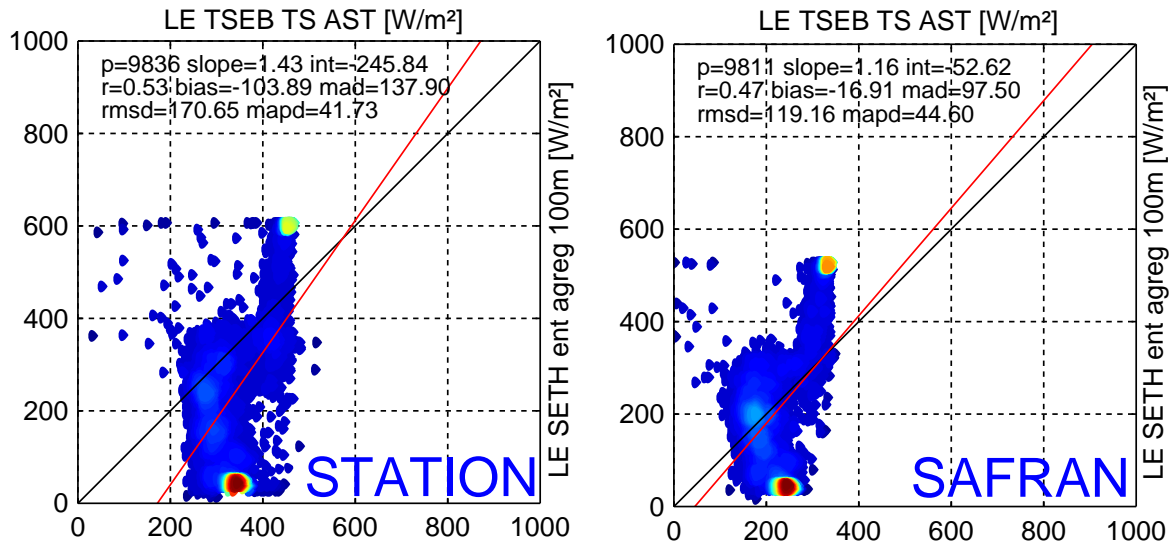 LE TSEB TS AST [W/m²]
1000
800
600
400
200
0
0 200 400 600 800 1000
p=9836 slope=1.43 int=-245.84
r=0.53 bias=-103.89 mad=137.90
rmsd=170.65 mapd=41.73
STATION
LE SETH ent agreg 100m [W/m²]
LE TSEB TS AST [W/m²]
1000
800
600
400
200
0
0 200 400 600 800 1000
p=9811 slope=1.16 int=-52.62
r=0.47 bias=-16.91 mad=97.50
rmsd=119.16 mapd=44.60
SAFRAN
LE SETH ent agreg 100m [W/m²]